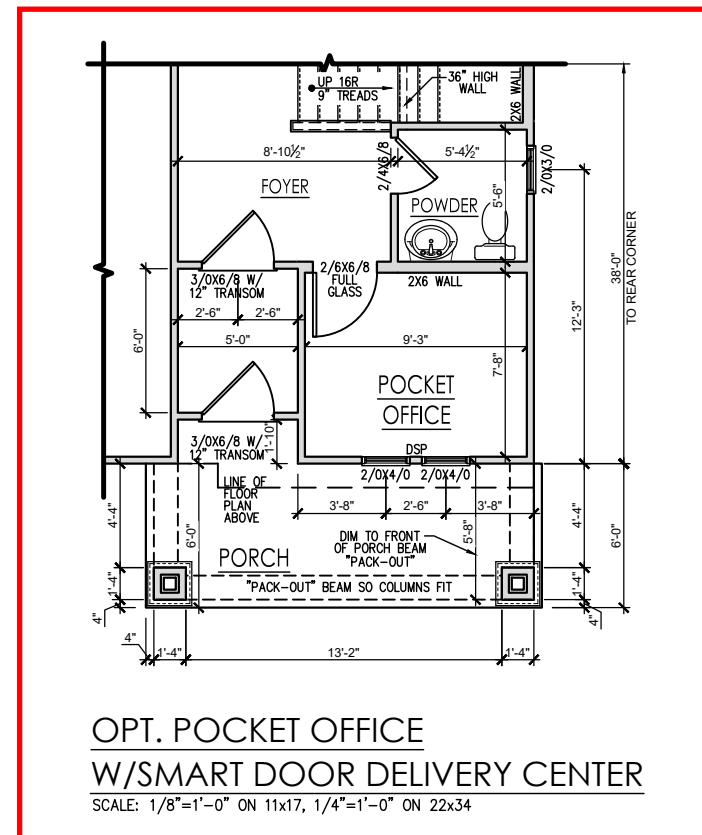 UP 16R
9" TREADS
36" HIGH
WALL
2X6 WALL
8'-10½"
5'-4½"
2/4X6/8
2/0X3/0
FOYER
POWDER
5'-6"
2/6X6/8
FULL
GLASS
2X6 WALL
3/0X6/8 W/
12" TRANSOM
2'-6"
2'-6"
5'-0"
9'-3"
6'-0"
7'-8"
12'-3"
38'-0"
TO REAR CORNER
POCKET
OFFICE
3/0X6/8 W/
12" TRANSOM
1'-10"
DSP
2/0X4/0
2/0X4/0
LINE OF
FLOOR
PLAN
ABOVE
3'-8"
2'-6"
3'-8"
4'-4"
6'-0"
5'-8"
4'-4"
6'-0"
DIM TO FRONT
OF PORCH BEAM
"PACK-OUT"
PORCH
"PACK-OUT" BEAM SO COLUMNS FIT
1'-4"
1'-4"
4"
4"
4"
1'-4"
13'-2"
1'-4"
OPT. POCKET OFFICE
W/SMART DOOR DELIVERY CENTER
SCALE: 1/8"=1'-0" ON 11x17, 1/4"=1'-0" ON 22x34